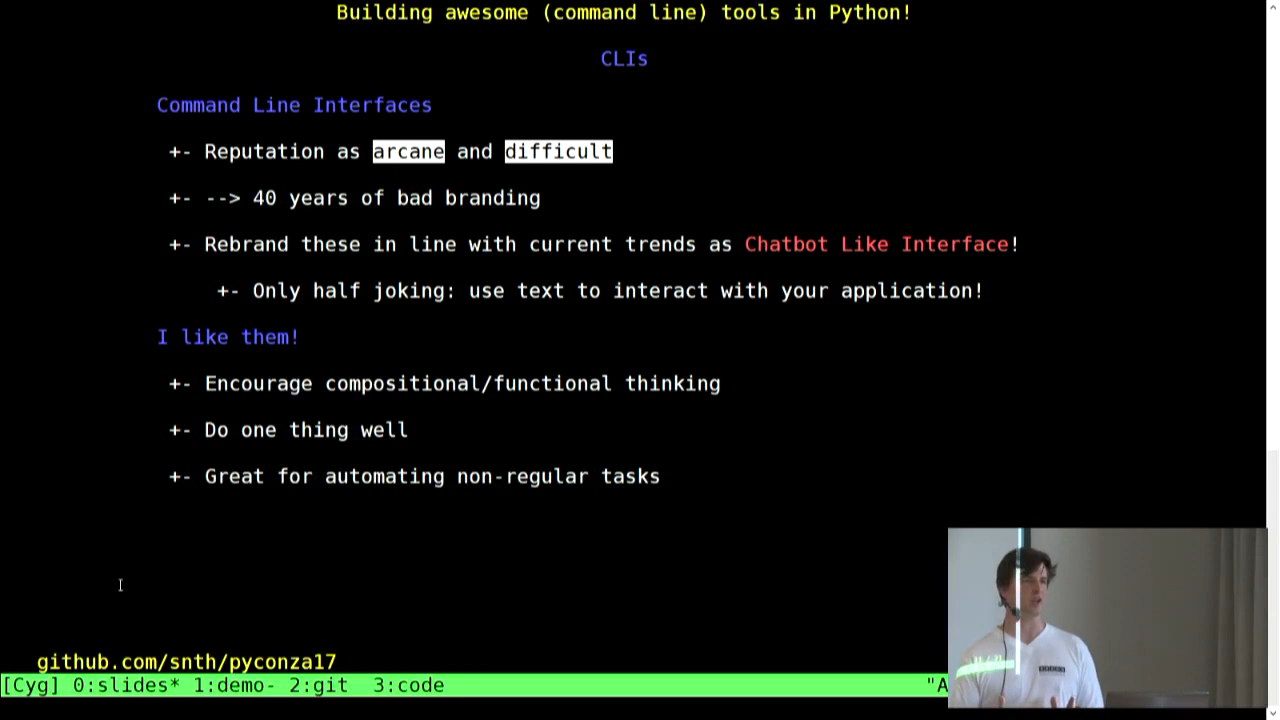 Building awesome (command line) tools in Python!
CLIs
Command Line Interfaces
+- Reputation as arcane and difficult
+- --> 40 years of bad branding
+- Rebrand these in line with current trends as Chatbot Like Interface!
+- Only half joking: use text to interact with your application!
I like them!
+- Encourage compositional/functional thinking
+- Do one thing well
+- Great for automating non-regular tasks
github.com/snth/pyconza17
[Cyg] 0:slides* 1:demo- 2:git 3:code "A